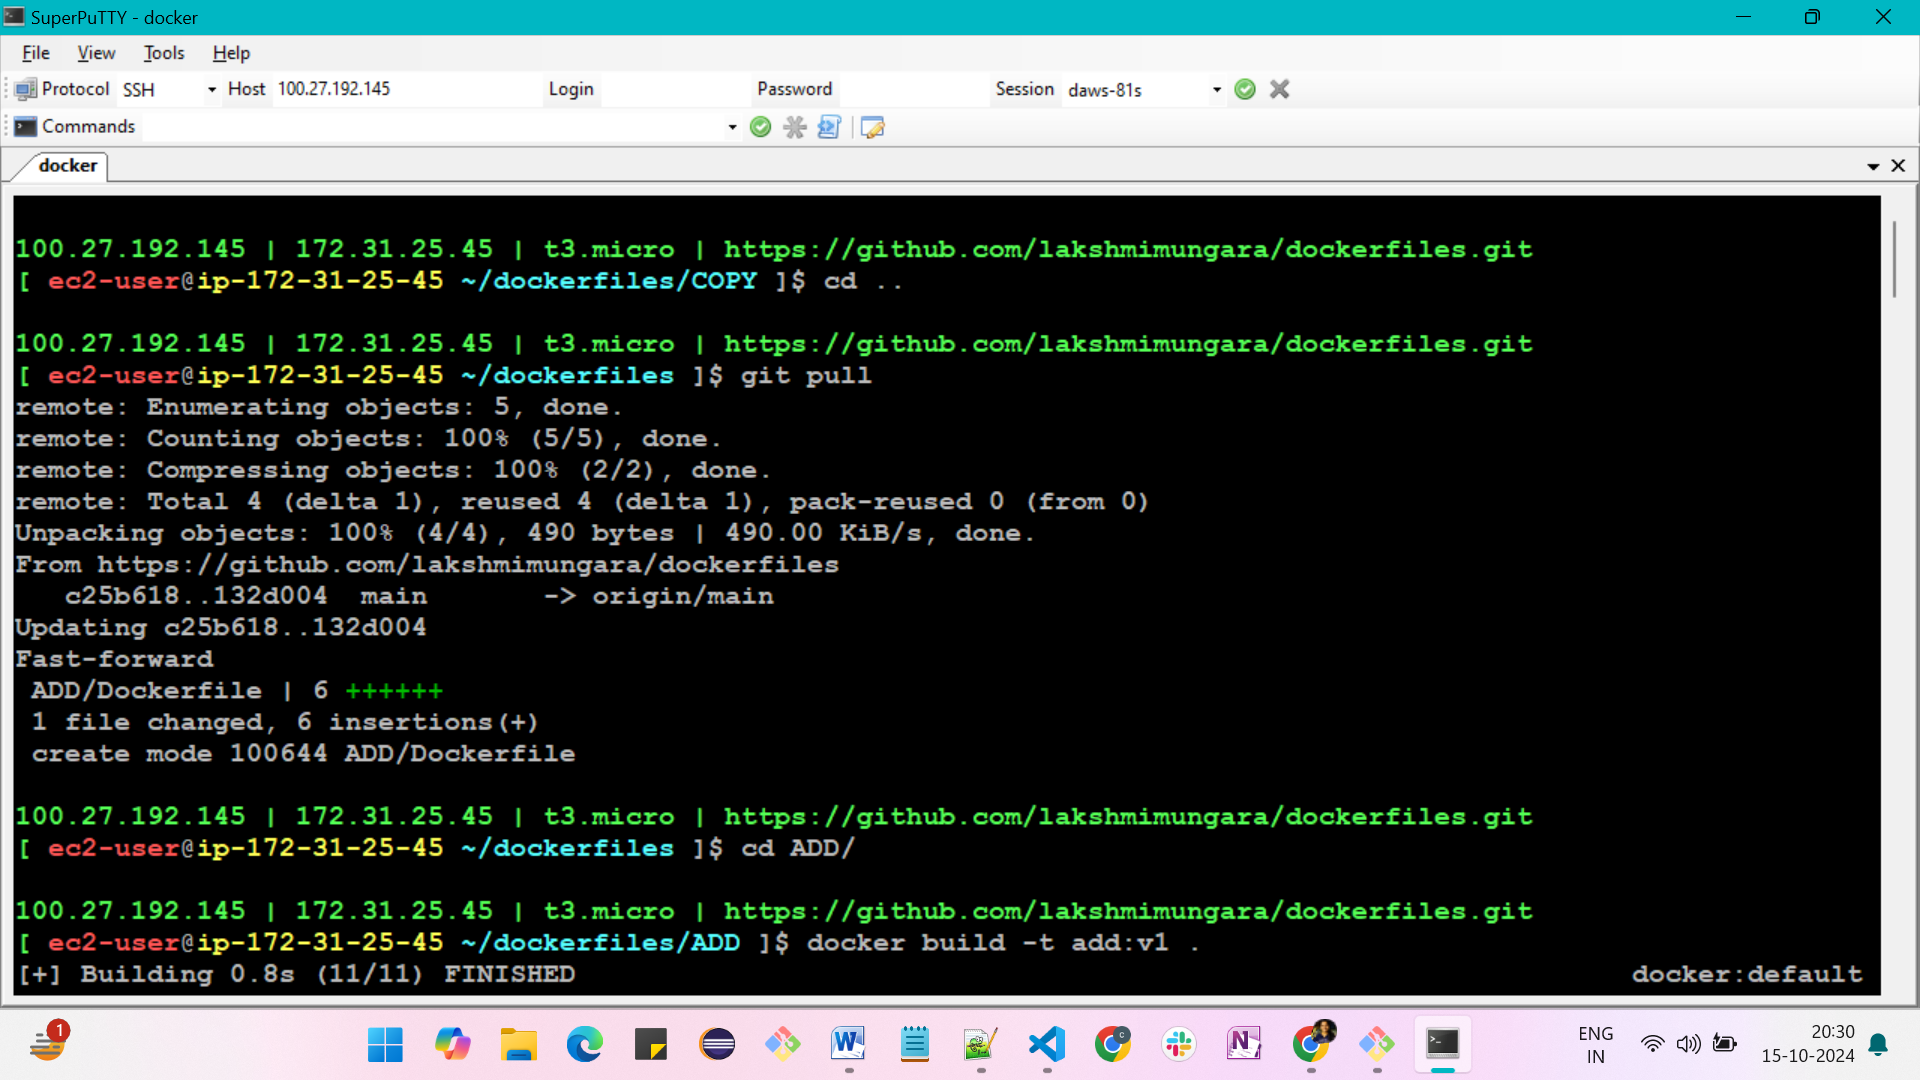 SuperPuTTY - docker
File View Tools Help
Protocol SSH Host 100.27.192.145 Login Password Session daws-81s
Commands
docker
100.27.192.145 | 172.31.25.45 | t3.micro | https://github.com/lakshmimungara/dockerfiles.git
[ ec2-user@ip-172-31-25-45 ~/dockerfiles/COPY ]$ cd ..
100.27.192.145 | 172.31.25.45 | t3.micro | https://github.com/lakshmimungara/dockerfiles.git
[ ec2-user@ip-172-31-25-45 ~/dockerfiles ]$ git pull
remote: Enumerating objects: 5, done.
remote: Counting objects: 100% (5/5), done.
remote: Compressing objects: 100% (2/2), done.
remote: Total 4 (delta 1), reused 4 (delta 1), pack-reused 0 (from 0)
Unpacking objects: 100% (4/4), 490 bytes | 490.00 KiB/s, done.
From https://github.com/lakshmimungara/dockerfiles
   c25b618..132d004  main       -> origin/main
Updating c25b618..132d004
Fast-forward
 ADD/Dockerfile | 6 ++++++
 1 file changed, 6 insertions(+)
 create mode 100644 ADD/Dockerfile
100.27.192.145 | 172.31.25.45 | t3.micro | https://github.com/lakshmimungara/dockerfiles.git
[ ec2-user@ip-172-31-25-45 ~/dockerfiles ]$ cd ADD/
100.27.192.145 | 172.31.25.45 | t3.micro | https://github.com/lakshmimungara/dockerfiles.git
[ ec2-user@ip-172-31-25-45 ~/dockerfiles/ADD ]$ docker build -t add:v1 .
[+] Building 0.8s (11/11) FINISHED docker:default
1
ENG
IN
20:30
15-10-2024